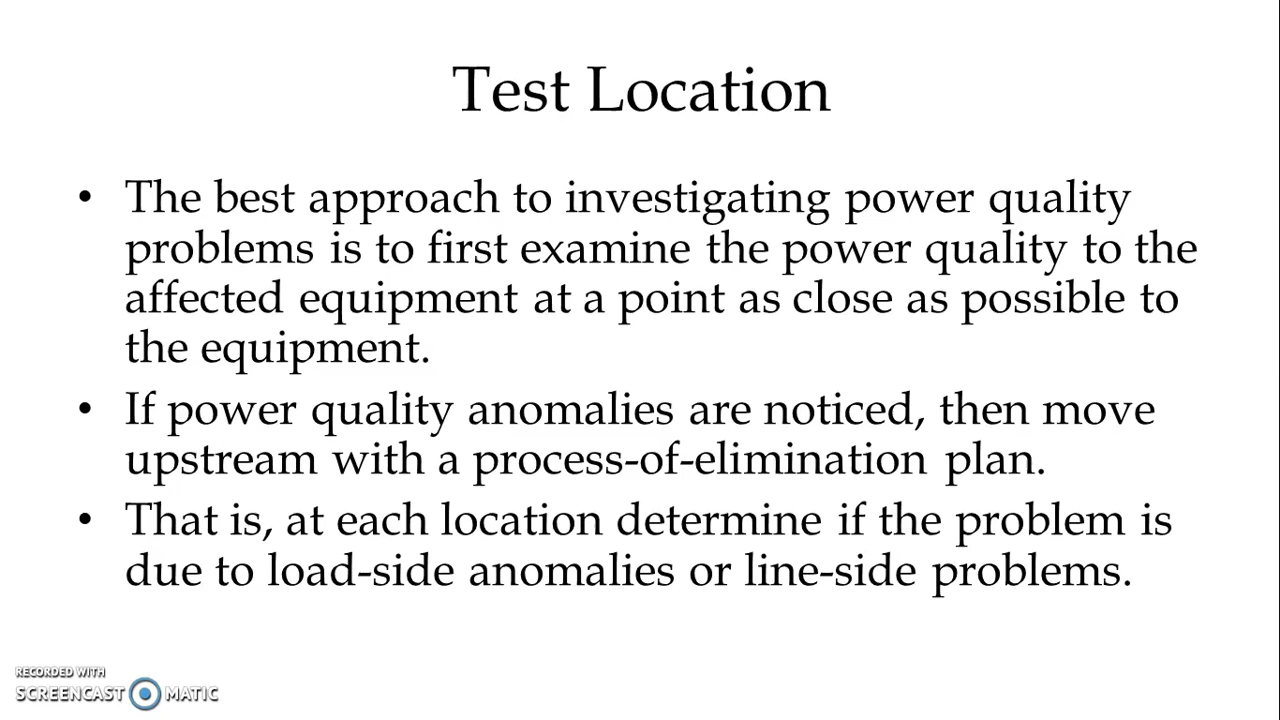 Test Location
• The best approach to investigating power quality
problems is to first examine the power quality to the
affected equipment at a point as close as possible to
the equipment.
• If power quality anomalies are noticed, then move
upstream with a process-of-elimination plan.
• That is, at each location determine if the problem is
due to load-side anomalies or line-side problems.
RECORDED WITH
SCREENCAST MATIC